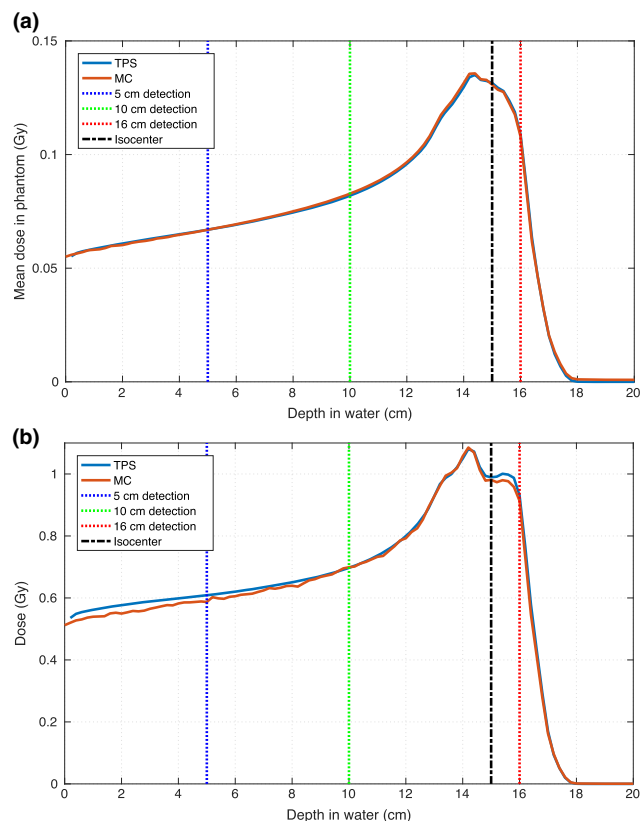 (a)
0.15
0.1
0.05
0
Mean dose in phantom (Gy)
TPS
MC
5 cm detection
10 cm detection
16 cm detection
Isocenter
0 2 4 6 8 10 12 14 16 18 20
Depth in water (cm)
(b)
1
0.8
0.6
0.4
0.2
0
Dose (Gy)
TPS
MC
5 cm detection
10 cm detection
16 cm detection
Isocenter
0 2 4 6 8 10 12 14 16 18 20
Depth in water (cm)